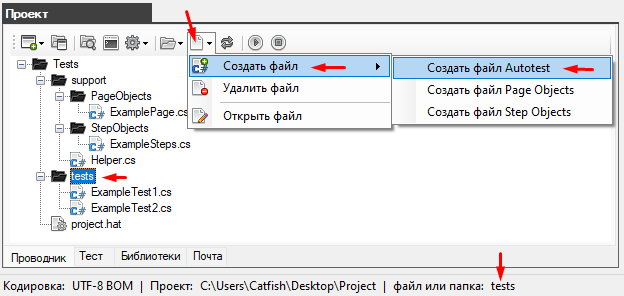 Проект
Tests
support
PageObjects
ExamplePage.cs
StepObjects
ExampleSteps.cs
Helper.cs
tests
ExampleTest1.cs
ExampleTest2.cs
project.hat
Создать файл
Удалить файл
Открыть файл
Создать файл Autotest
Создать файл Page Objects
Создать файл Step Objects
Проводник Тест Библиотеки Почта
Кодировка: UTF-8 BOM | Проект: C:\Users\Catfish\Desktop\Project | файл или папка: tests